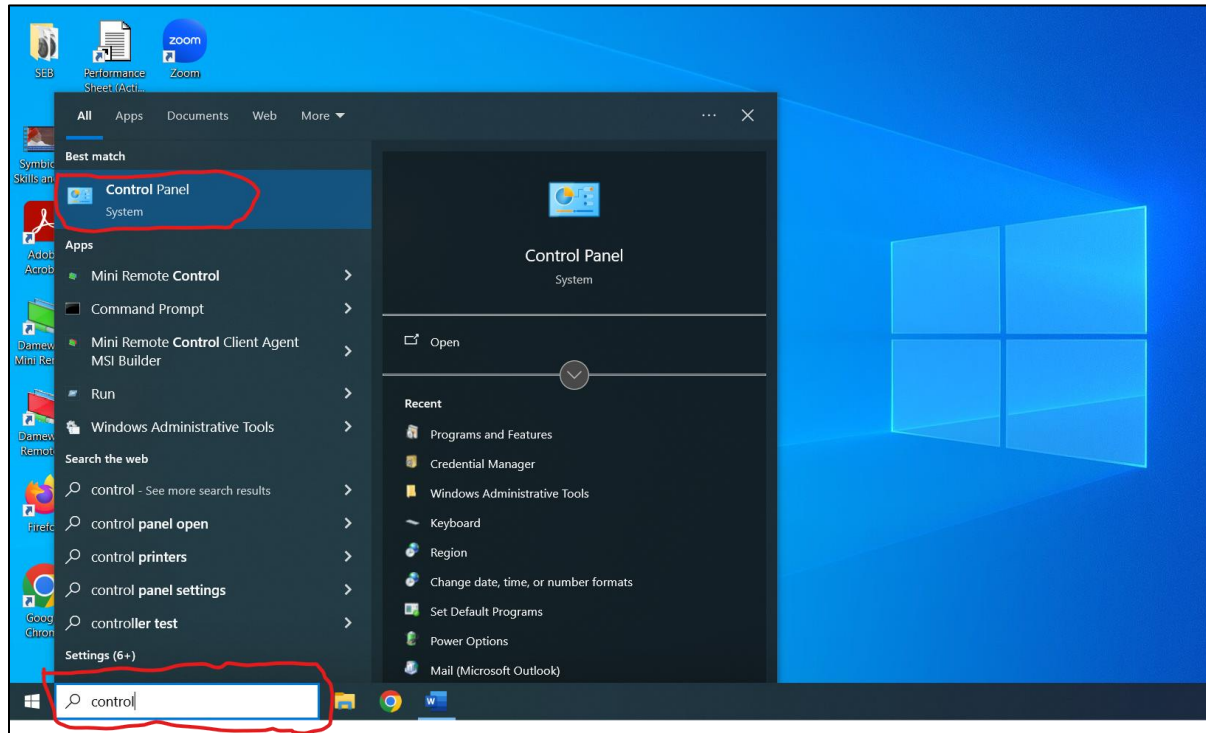 SEB
Performance
Sheet (Acti...
zoom
Zoom
All Apps Documents Web More
Best match
Control Panel
System
Apps
Mini Remote Control
Command Prompt
Mini Remote Control Client Agent
MSI Builder
Run
Windows Administrative Tools
Search the web
control - See more search results
control panel open
control printers
control panel settings
controller test
Settings (6+)
control
Control Panel
System
Open
Recent
Programs and Features
Credential Manager
Windows Administrative Tools
Keyboard
Region
Change date, time, or number formats
Set Default Programs
Power Options
Mail (Microsoft Outlook)